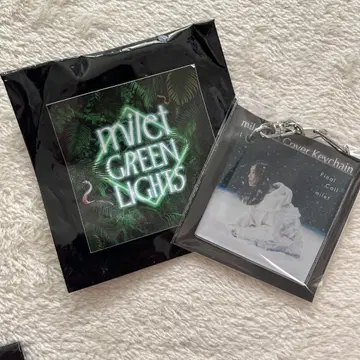 milet
GREEN
LIGHTS
Cover Keychain
Final
Call
milet